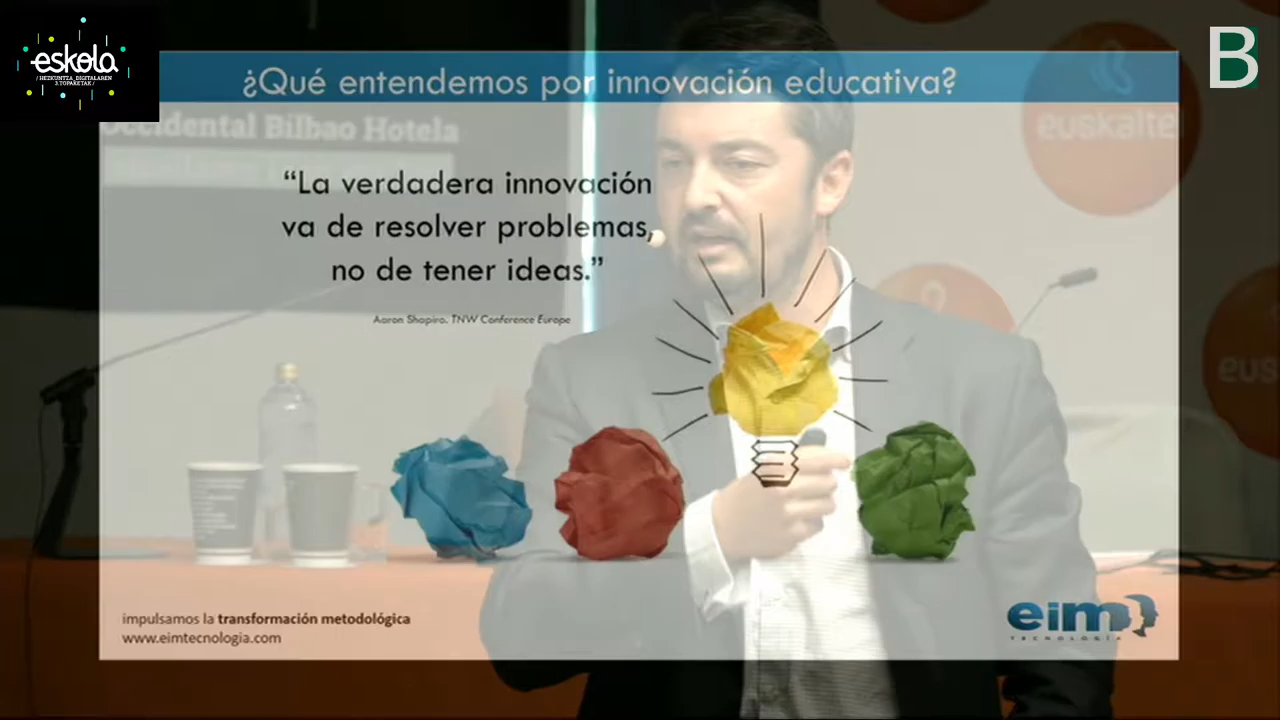 eskola
/ HEZKUNTZA DIGITALAREN
3.TOPAKETAK /
B
¿Qué entendemos por innovación educativa?
Occidental Bilbao Hotela
euskaltel
“La verdadera innovación
va de resolver problemas,
no de tener ideas.”
Aaron Shapiro. TNW Conference Europe
eus
impulsamos la transformación metodológica
www.eimtecnologia.com
eim
TECNOLOGÍA